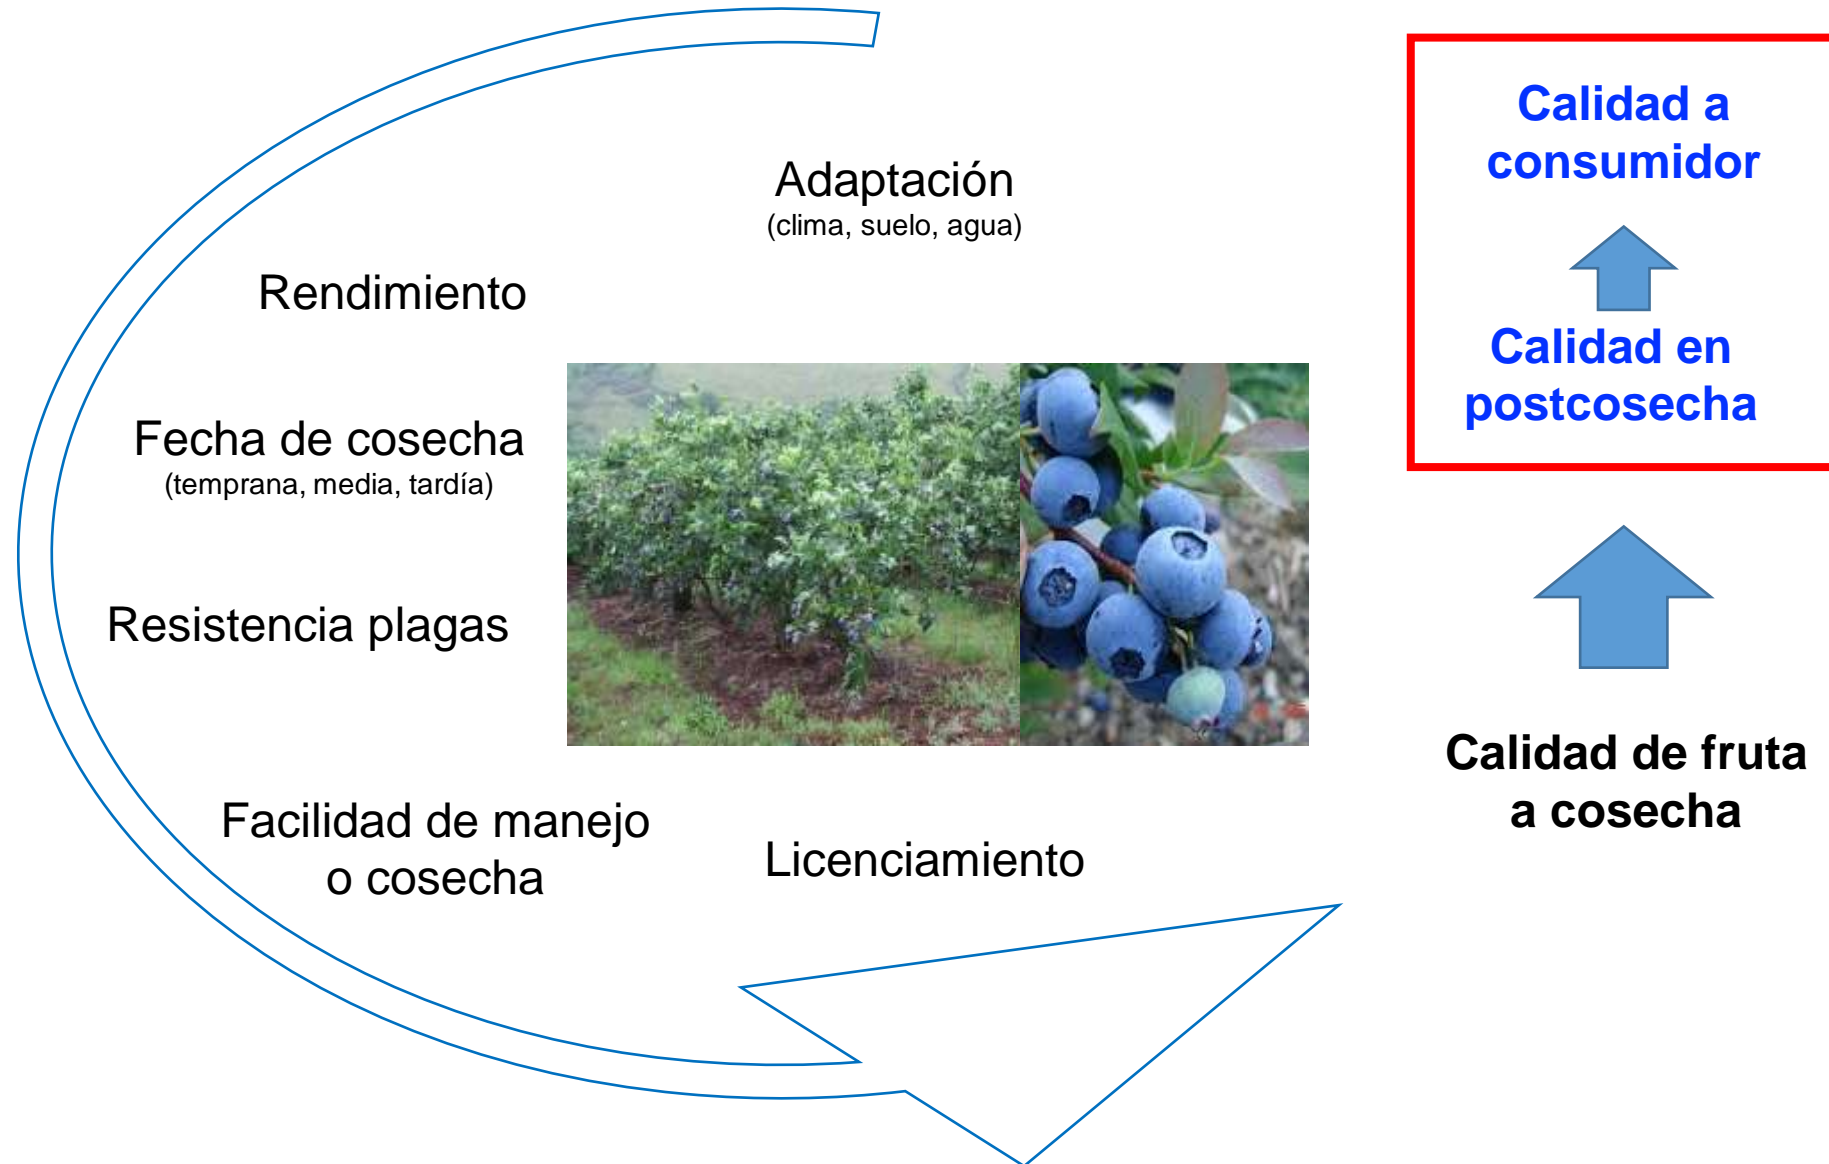 Adaptación
(clima, suelo, agua)
Rendimiento
Fecha de cosecha
(temprana, media, tardía)
Resistencia plagas
Facilidad de manejo
o cosecha
Licenciamiento
Calidad a
consumidor
Calidad en
postcosecha
Calidad de fruta
a cosecha